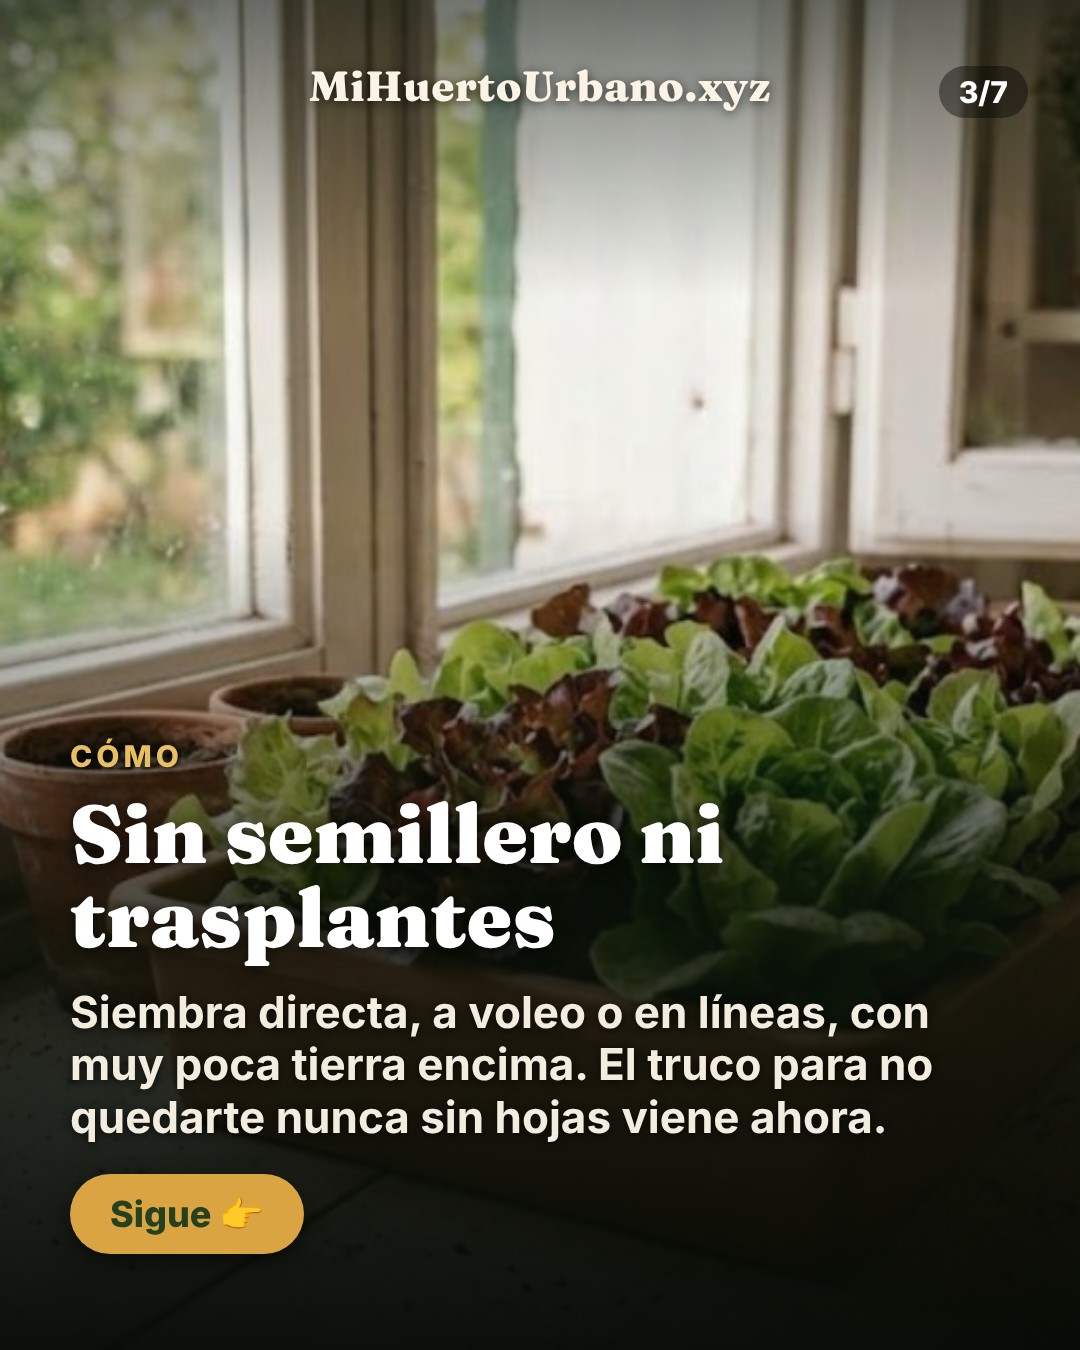 MiHuertoUrbano.xyz
3/7
CÓMO
Sin semillero ni
trasplantes
Siembra directa, a voleo o en líneas, con
muy poca tierra encima. El truco para no
quedarte nunca sin hojas viene ahora.
Sigue 👉